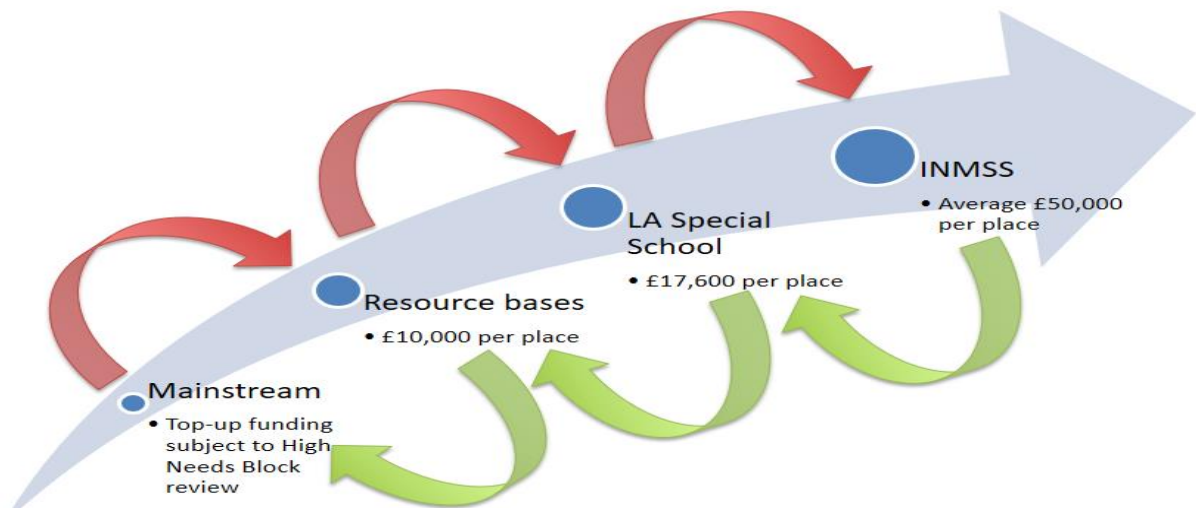 Mainstream
• Top-up funding
subject to High
Needs Block
review
Resource bases
• £10,000 per place
LA Special
School
• £17,600 per place
INMSS
• Average £50,000
per place